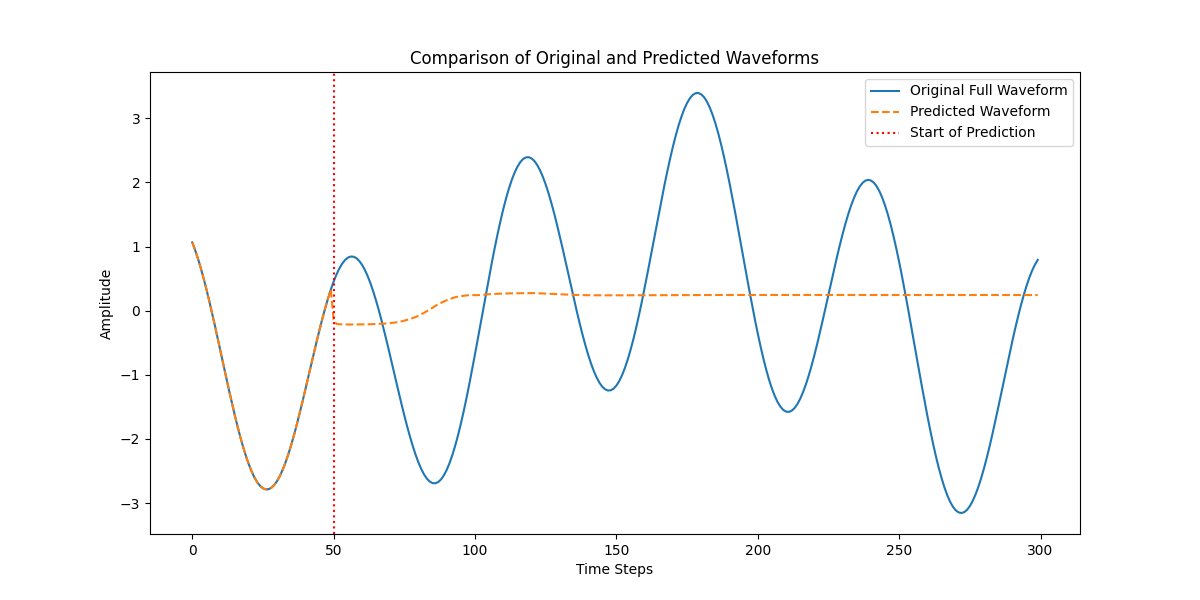 Comparison of Original and Predicted Waveforms
Original Full Waveform
Predicted Waveform
Start of Prediction
Amplitude
3
2
1
0
−1
−2
−3
0 50 100 150 200 250 300
Time Steps